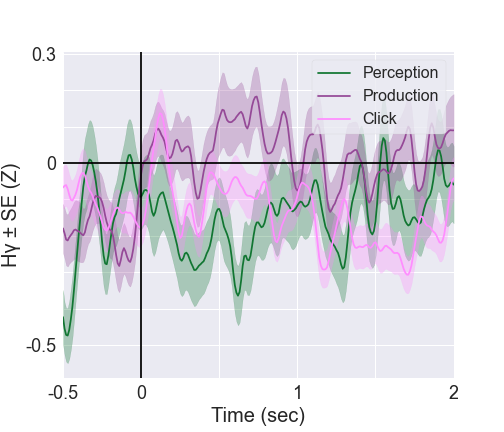 0.3
Perception
Production
Click
0
Hγ ± SE (Z)
-0.5
-0.5 0 1 2
Time (sec)